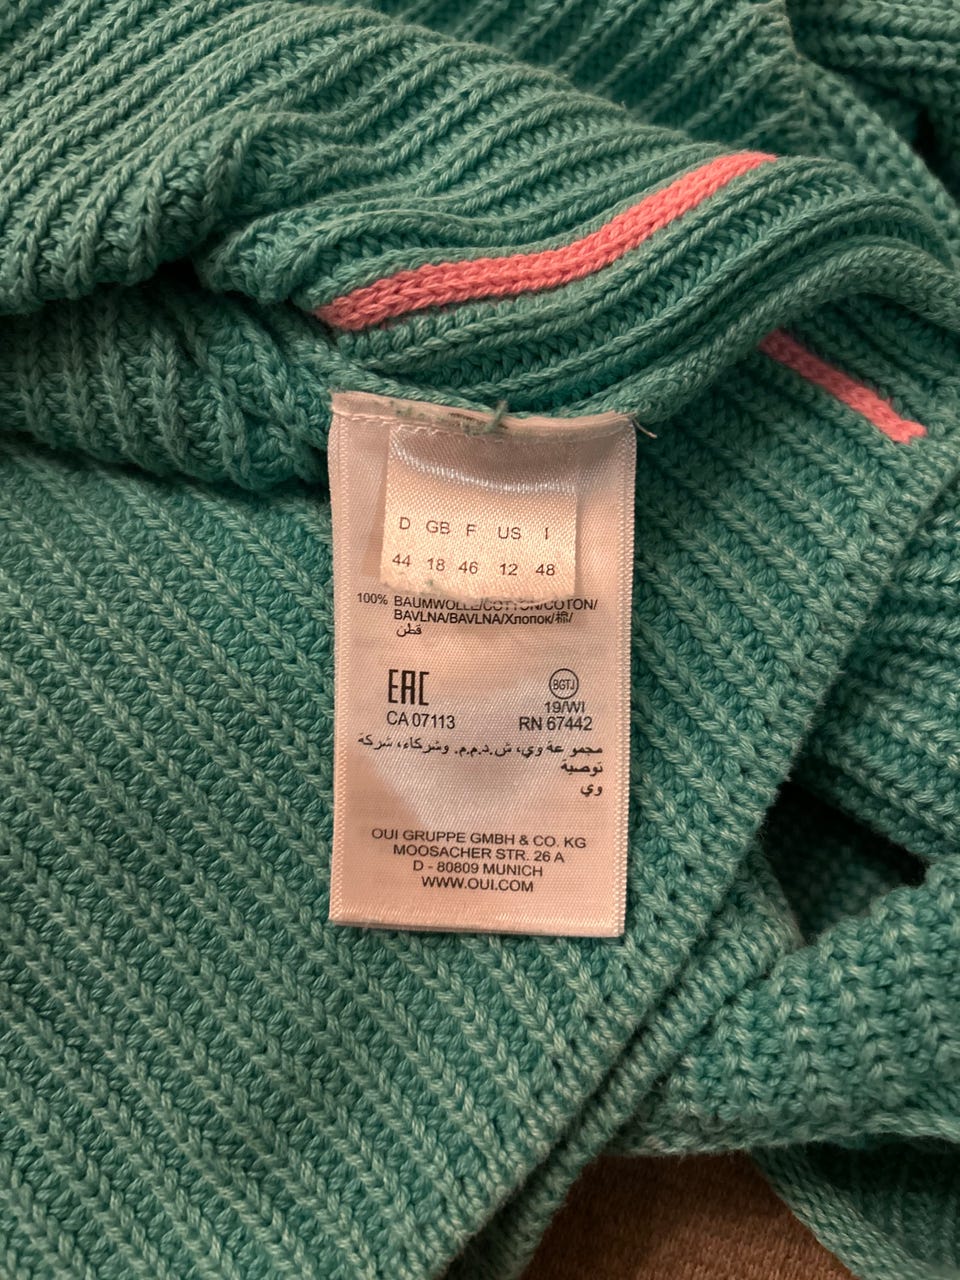 D GB F US I
44 18 46 12 48
100% BAUMWOLLE/COTTON/COTON/
BAVLNA/BAVLNA/Хлопок/棉/
قطن
EAC
BGTJ
19/WI
CA 07113 RN 67442
مجموعة وي، ش.ذ.م.م. وشركاء، شركة
توصية
وي
OUI GRUPPE GMBH & CO. KG
MOOSACHER STR. 26 A
D - 80809 MUNICH
WWW.OUI.COM